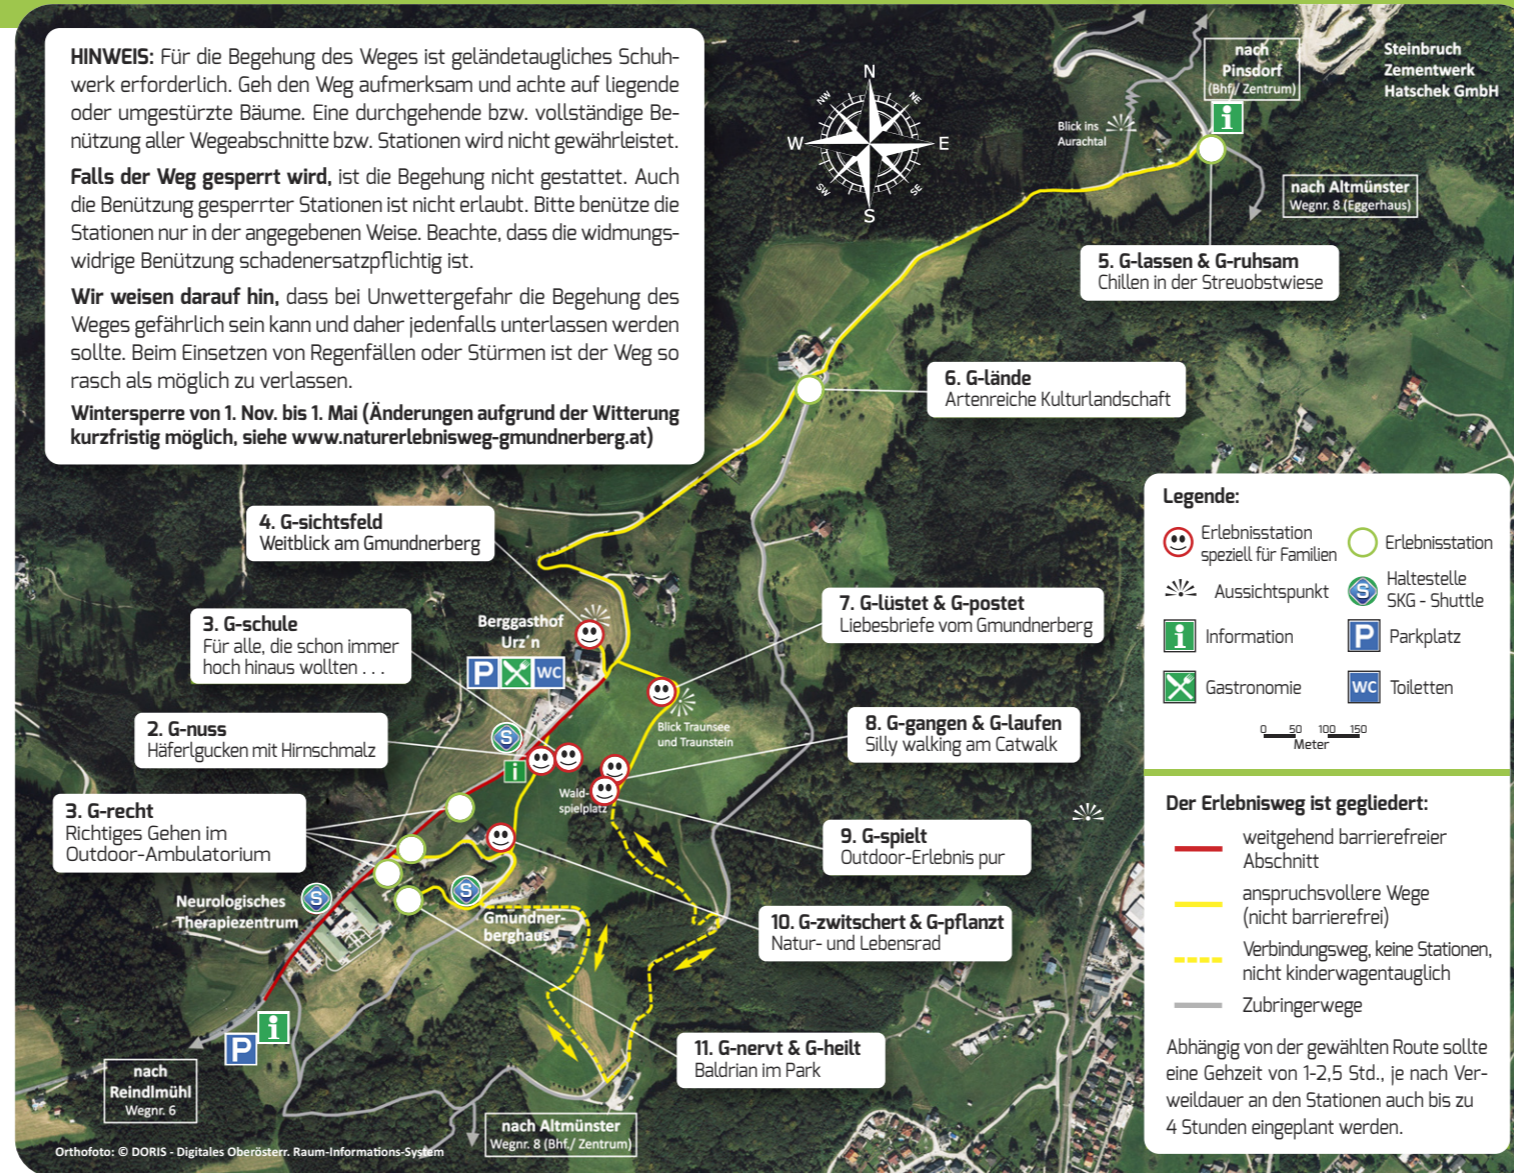 HINWEIS: Für die Begehung des Weges ist geländetaugliches Schuh-
werk erforderlich. Geh den Weg aufmerksam und achte auf liegende
oder umgestürzte Bäume. Eine durchgehende bzw. vollständige Be-
nützung aller Wegeabschnitte bzw. Stationen wird nicht gewährleistet.
Falls der Weg gesperrt wird, ist die Begehung nicht gestattet. Auch
die Benützung gesperrter Stationen ist nicht erlaubt. Bitte benütze die
Stationen nur in der angegebenen Weise. Beachte, dass die widmungs-
widrige Benützung schadenersatzpflichtig ist.
Wir weisen darauf hin, dass bei Unwettergefahr die Begehung des
Weges gefährlich sein kann und daher jedenfalls unterlassen werden
sollte. Beim Einsetzen von Regenfällen oder Stürmen ist der Weg so
rasch als möglich zu verlassen.
Wintersperre von 1. Nov. bis 1. Mai (Änderungen aufgrund der Witterung
kurzfristig möglich, siehe www.naturerlebnisweg-gmundnerberg.at)
N
NE
E
SE
S
SW
W
NW
nach
Pinsdorf
(Bhf./ Zentrum)
Steinbruch
Zementwerk
Hatschek GmbH
i
Blick ins
Aurachtal
nach Altmünster
Wegnr. 8 (Eggerhaus)
5. G-lassen & G-ruhsam
Chillen in der Streuobstwiese
6. G-lände
Artenreiche Kulturlandschaft
4. G-sichtsfeld
Weitblick am Gmundnerberg
3. G-schule
Für alle, die schon immer
hoch hinaus wollten . . .
Berggasthof
Urz´n
P
WC
7. G-lüstet & G-postet
Liebesbriefe vom Gmundnerberg
Blick Traunsee
und Traunstein
2. G-nuss
Häferlgucken mit Hirnschmalz
S
i
8. G-gangen & G-laufen
Silly walking am Catwalk
Wald-
spielplatz
3. G-recht
Richtiges Gehen im
Outdoor-Ambulatorium
9. G-spielt
Outdoor-Erlebnis pur
Neurologisches
Therapiezentrum
S
S
Gmundner-
berghaus
10. G-zwitschert & G-pflanzt
Natur- und Lebensrad
11. G-nervt & G-heilt
Baldrian im Park
i
P
nach
Reindlmühl
Wegnr. 6
nach Altmünster
Wegnr. 8 (Bhf./ Zentrum)
Orthofoto: © DORIS - Digitales Oberösterr. Raum-Informations-System
Legende:
Erlebnisstation
speziell für Familien
Erlebnisstation
Aussichtspunkt
S
Haltestelle
SKG - Shuttle
i
Information
P
Parkplatz
Gastronomie
WC
Toiletten
0 50 100 150
Meter
Der Erlebnisweg ist gegliedert:
weitgehend barrierefreier
Abschnitt
anspruchsvollere Wege
(nicht barrierefrei)
Verbindungsweg, keine Stationen,
nicht kinderwagentauglich
Zubringerwege
Abhängig von der gewählten Route sollte
eine Gehzeit von 1-2,5 Std., je nach Ver-
weildauer an den Stationen auch bis zu
4 Stunden eingeplant werden.